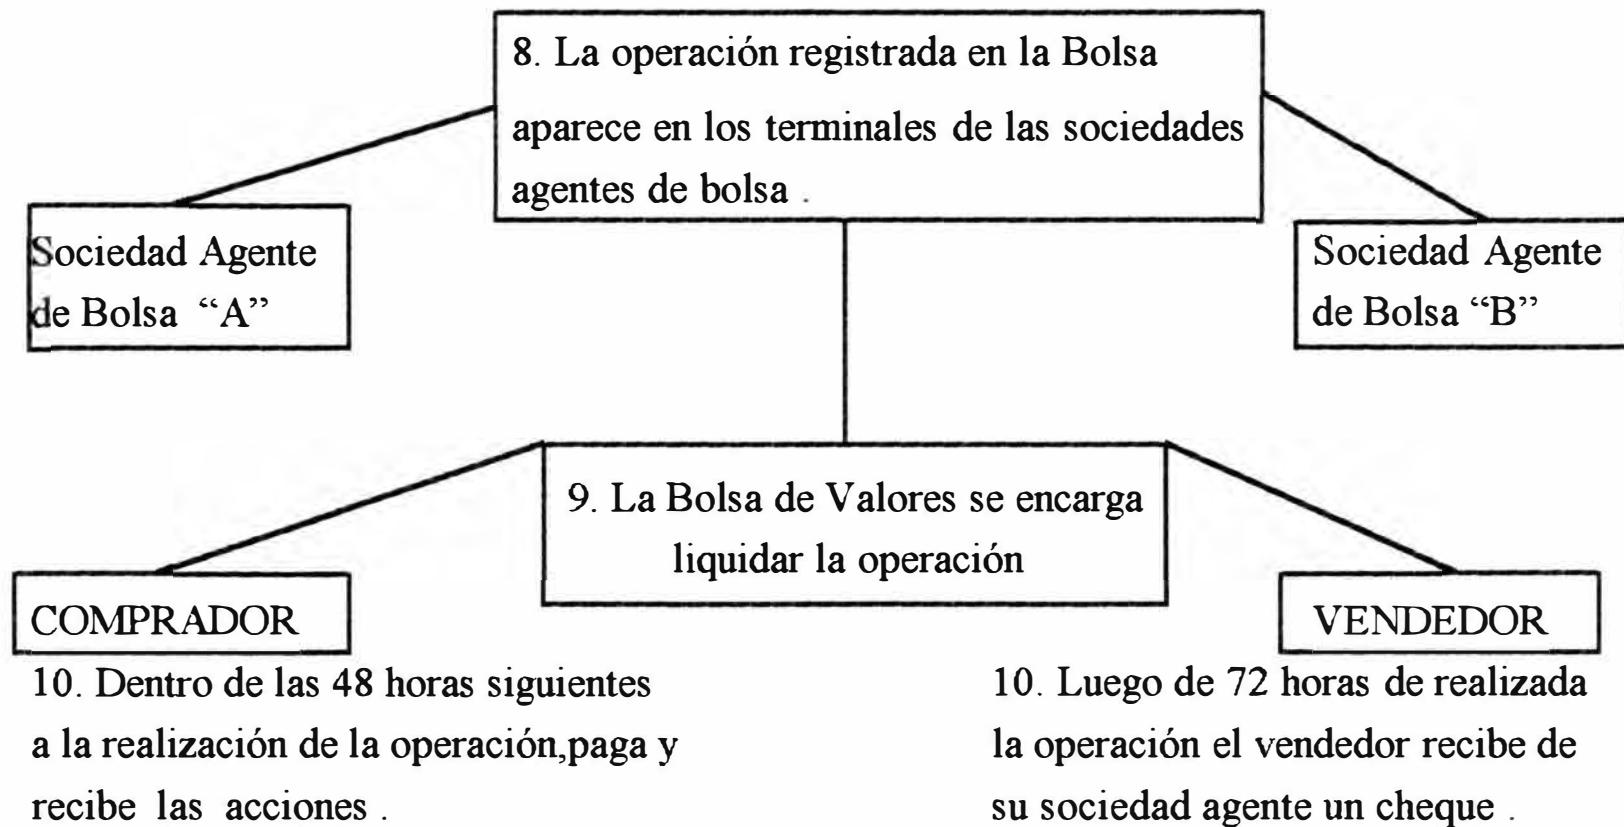 8. La operación registrada en la Bolsa
aparece en los terminales de las sociedades
agentes de bolsa .
Sociedad Agente
de Bolsa “A”
Sociedad Agente
de Bolsa “B”
9. La Bolsa de Valores se encarga
liquidar la operación
COMPRADOR
10. Dentro de las 48 horas siguientes
a la realización de la operación,paga y
recibe las acciones .
VENDEDOR
10. Luego de 72 horas de realizada
la operación el vendedor recibe de
su sociedad agente un cheque .